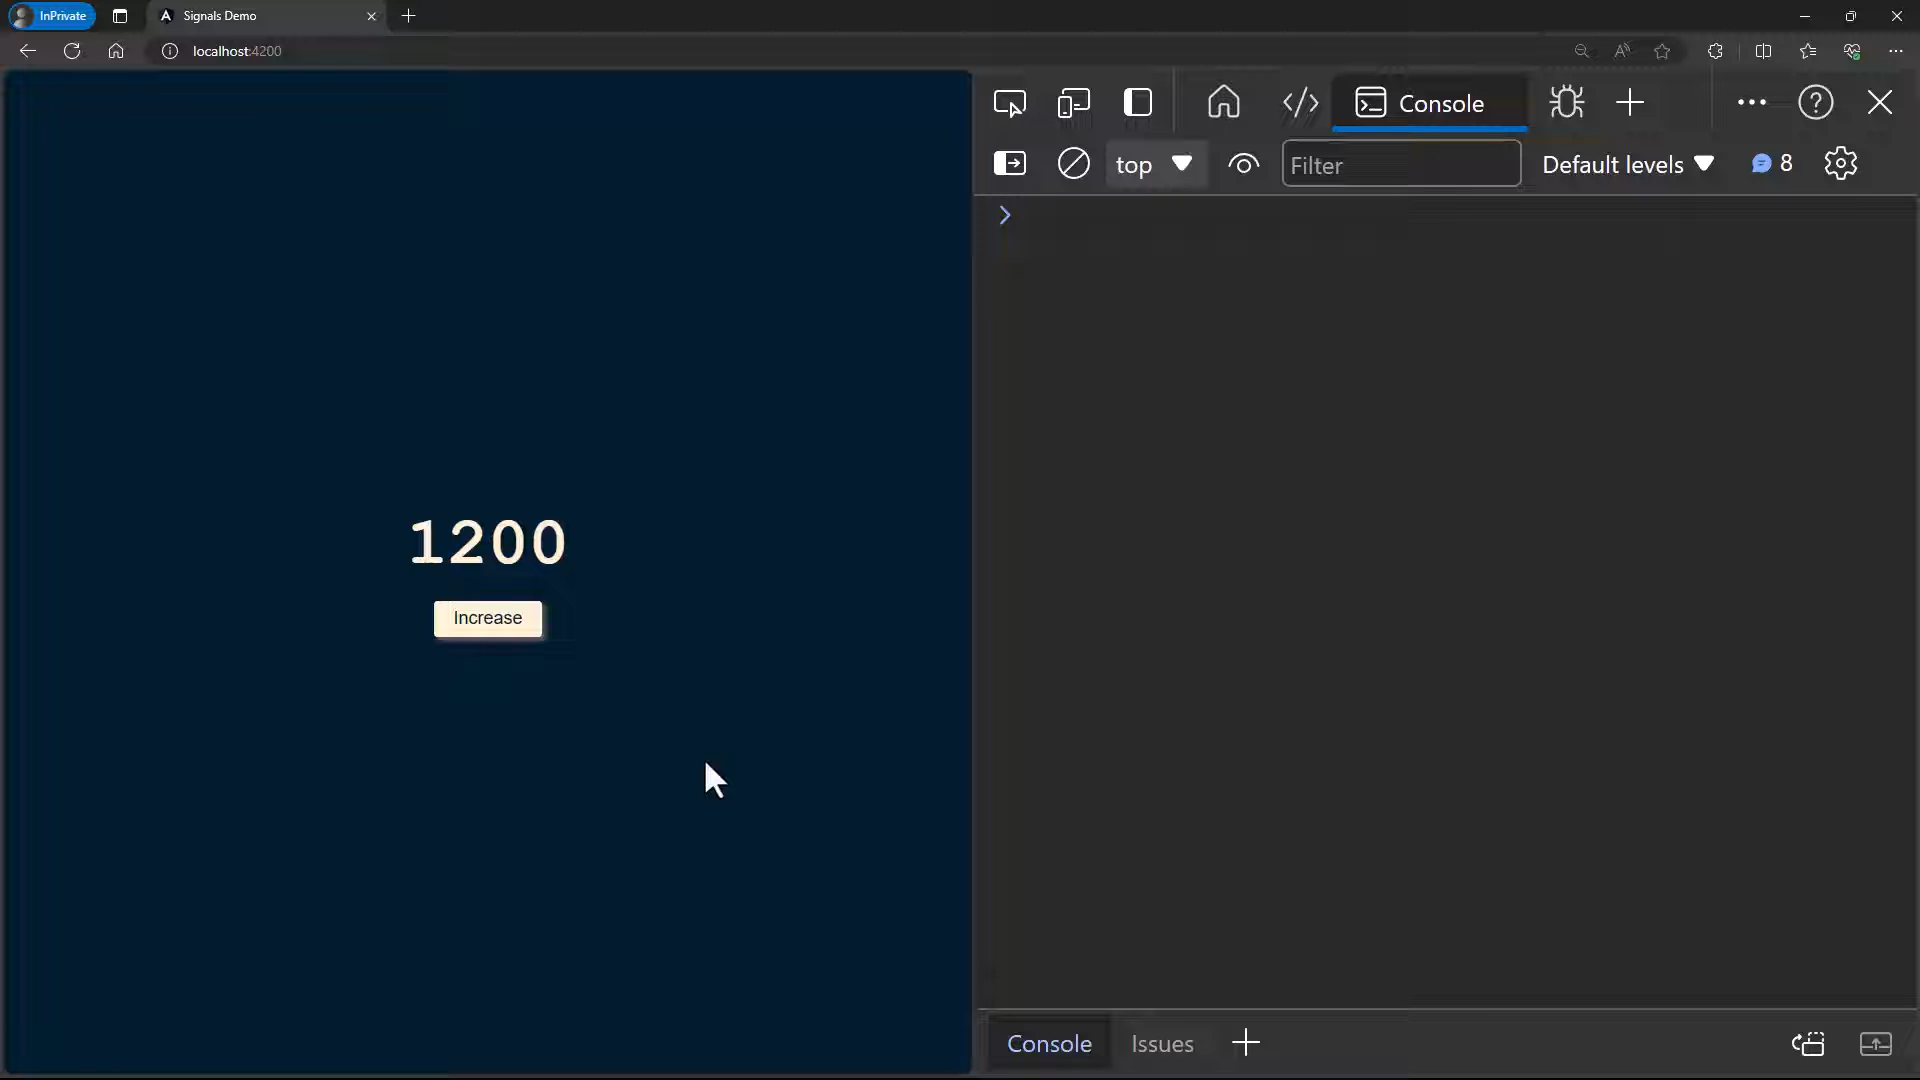 InPrivate
Signals Demo
localhost:4200
Console
top
Filter
Default levels
8
1200
Increase
Console
Issues